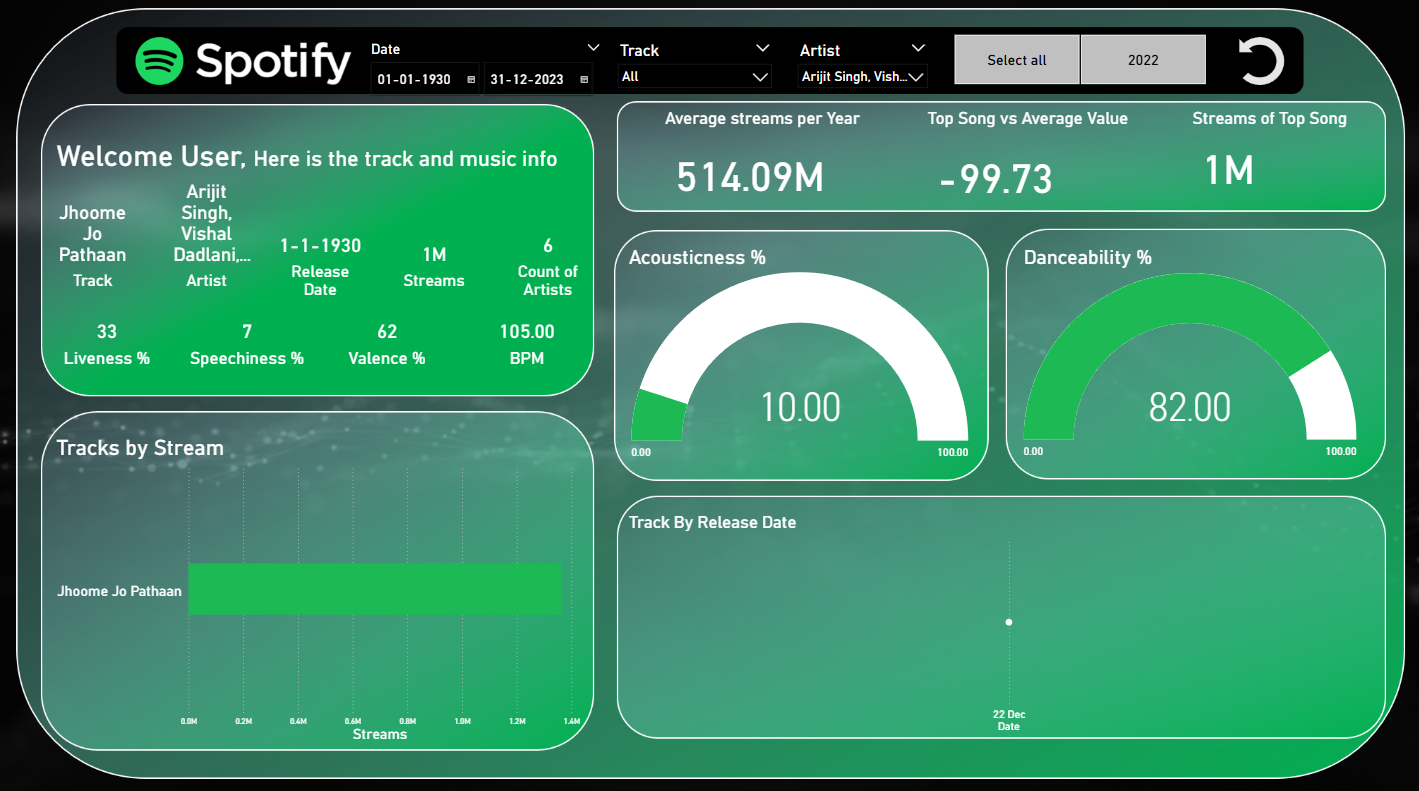 Spotify
Date
01-01-1930
31-12-2023
Track
All
Artist
Arijit Singh, Vish...
Select all
2022
Welcome User, Here is the track and music info
Jhoome
Jo
Pathaan
Track
Arijit
Singh,
Vishal
Dadlani,...
Artist
1-1-1930
Release
Date
1M
Streams
6
Count of
Artists
33
Liveness %
7
Speechiness %
62
Valence %
105.00
BPM
Average streams per Year
514.09M
Top Song vs Average Value
-99.73
Streams of Top Song
1M
Acousticness %
10.00
0.00
100.00
Danceability %
82.00
0.00
100.00
Tracks by Stream
Jhoome Jo Pathaan
0.0M 0.2M 0.4M 0.6M 0.8M 1.0M 1.2M 1.4M
Streams
Track By Release Date
22 Dec
Date